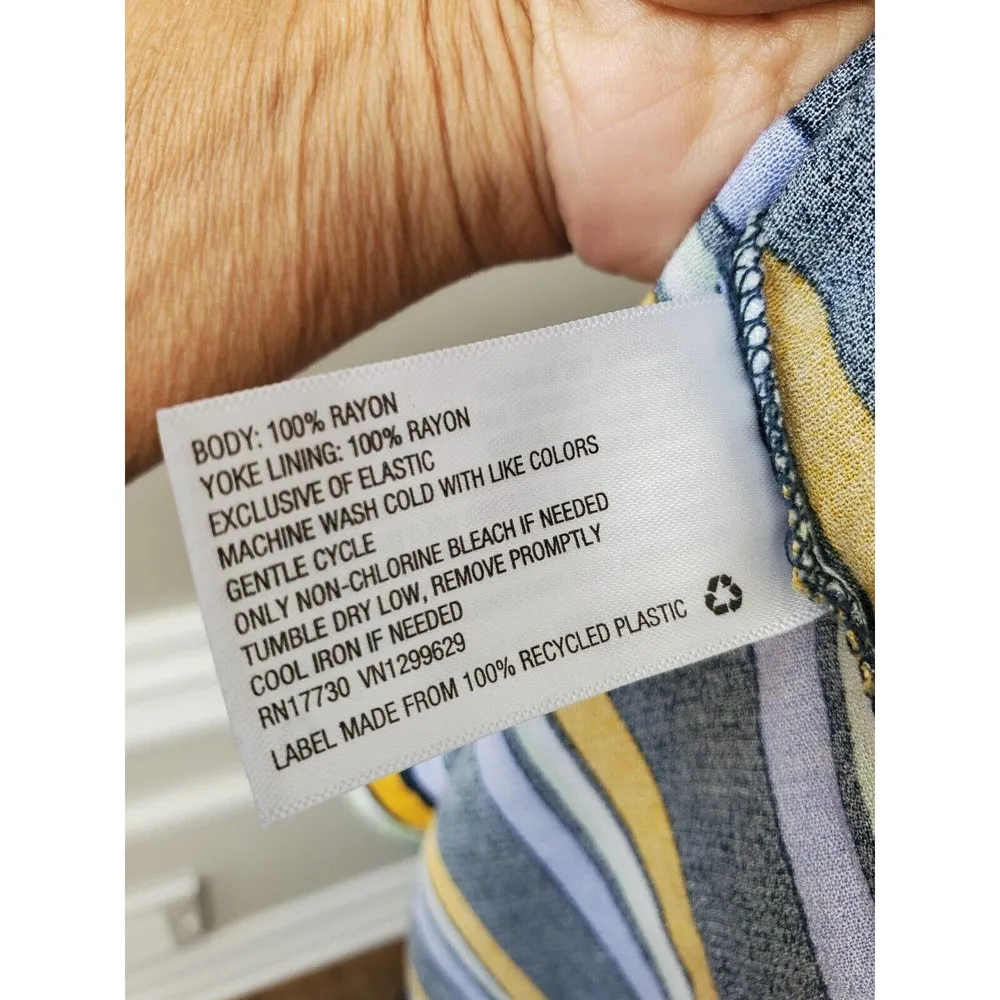 BODY: 100% RAYON
YOKE LINING: 100% RAYON
EXCLUSIVE OF ELASTIC
MACHINE WASH COLD WITH LIKE COLORS
GENTLE CYCLE
ONLY NON-CHLORINE BLEACH IF NEEDED
TUMBLE DRY LOW, REMOVE PROMPTLY
COOL IRON IF NEEDED
RN17730 VN1299629
LABEL MADE FROM 100% RECYCLED PLASTIC